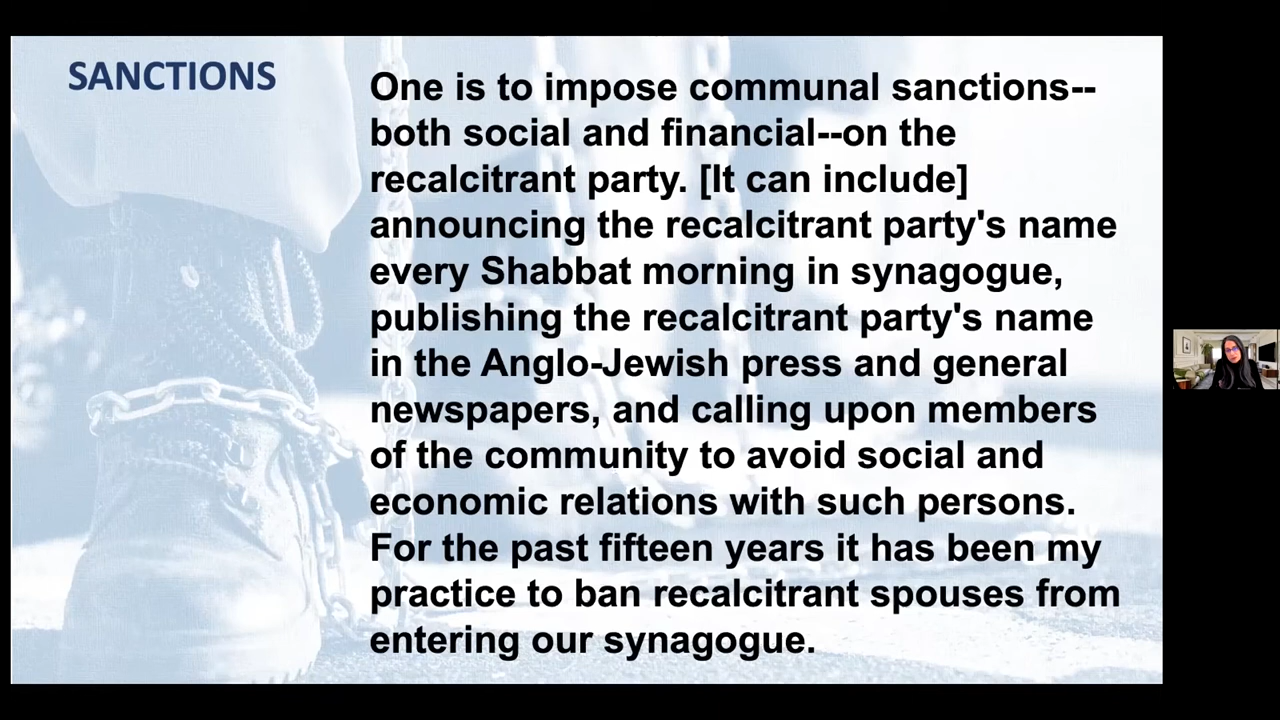 SANCTIONS
One is to impose communal sanctions--
both social and financial--on the
recalcitrant party. [It can include]
announcing the recalcitrant party's name
every Shabbat morning in synagogue,
publishing the recalcitrant party's name
in the Anglo-Jewish press and general
newspapers, and calling upon members
of the community to avoid social and
economic relations with such persons.
For the past fifteen years it has been my
practice to ban recalcitrant spouses from
entering our synagogue.